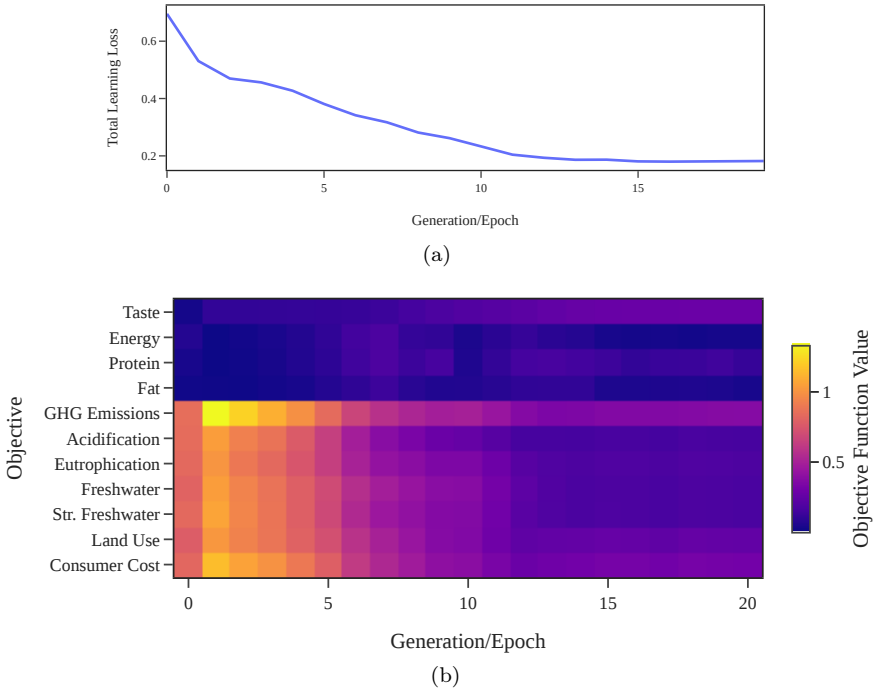 Total Learning Loss
0.6
0.4
0.2
0 5 10 15
Generation/Epoch
(a)
Objective
Taste
Energy
Protein
Fat
GHG Emissions
Acidification
Eutrophication
Freshwater
Str. Freshwater
Land Use
Consumer Cost
0 5 10 15 20
Generation/Epoch
1
0.5
Objective Function Value
(b)